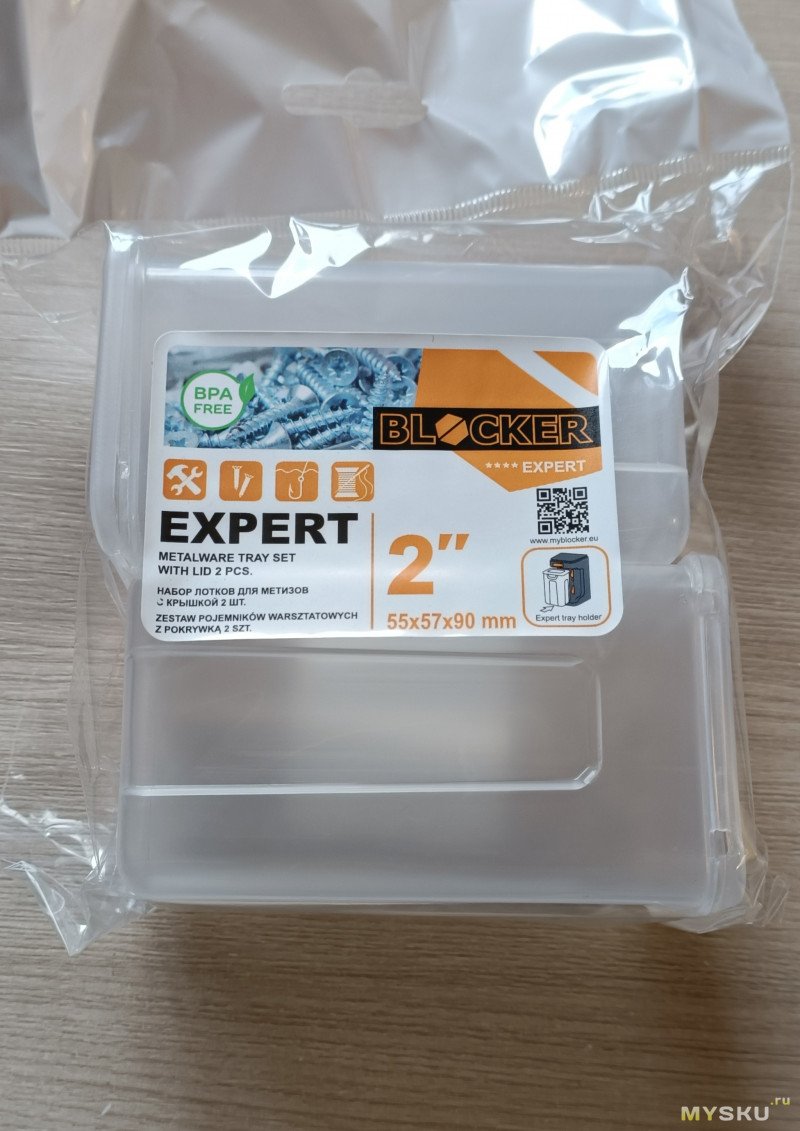 BPA
FREE
BLOCKER
**** EXPERT
EXPERT
METALWARE TRAY SET
WITH LID 2 PCS.
НАБОР ЛОТКОВ ДЛЯ МЕТИЗОВ
С КРЫШКОЙ 2 ШТ.
ZESTAW POJEMNIKÓW WARSZTATOWYCH
Z POKRYWKĄ 2 SZT.
2″
55x57x90 mm
www.myblocker.eu
Expert tray holder
MYSKU.ru